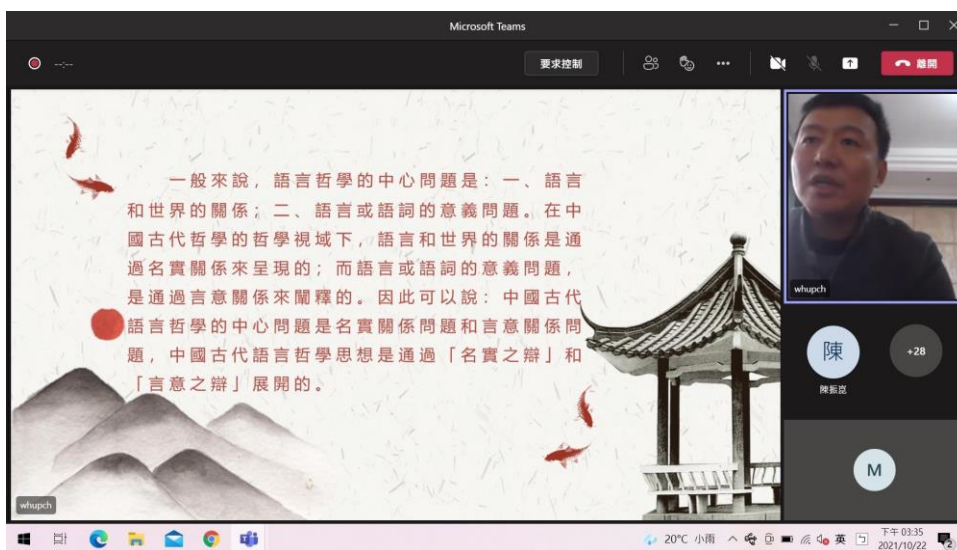 Microsoft Teams
--:--
要求控制
離開
一般來說，語言哲學的中心問題是：一、語言
和世界的關係；二、語言或語詞的意義問題。在中
國古代哲學的哲學視域下，語言和世界的關係是通
過名實關係來呈現的；而語言或語詞的意義問題，
是通過言意關係來闡釋的。因此可以說：中國古代
語言哲學的中心問題是名實關係問題和言意關係問
題，中國古代語言哲學思想是通過「名實之辯」和
「言意之辯」展開的。
whupch
whupch
陳
+28
陳振崑
M
20°C 小雨
英
下午 03:35
2021/10/22
2